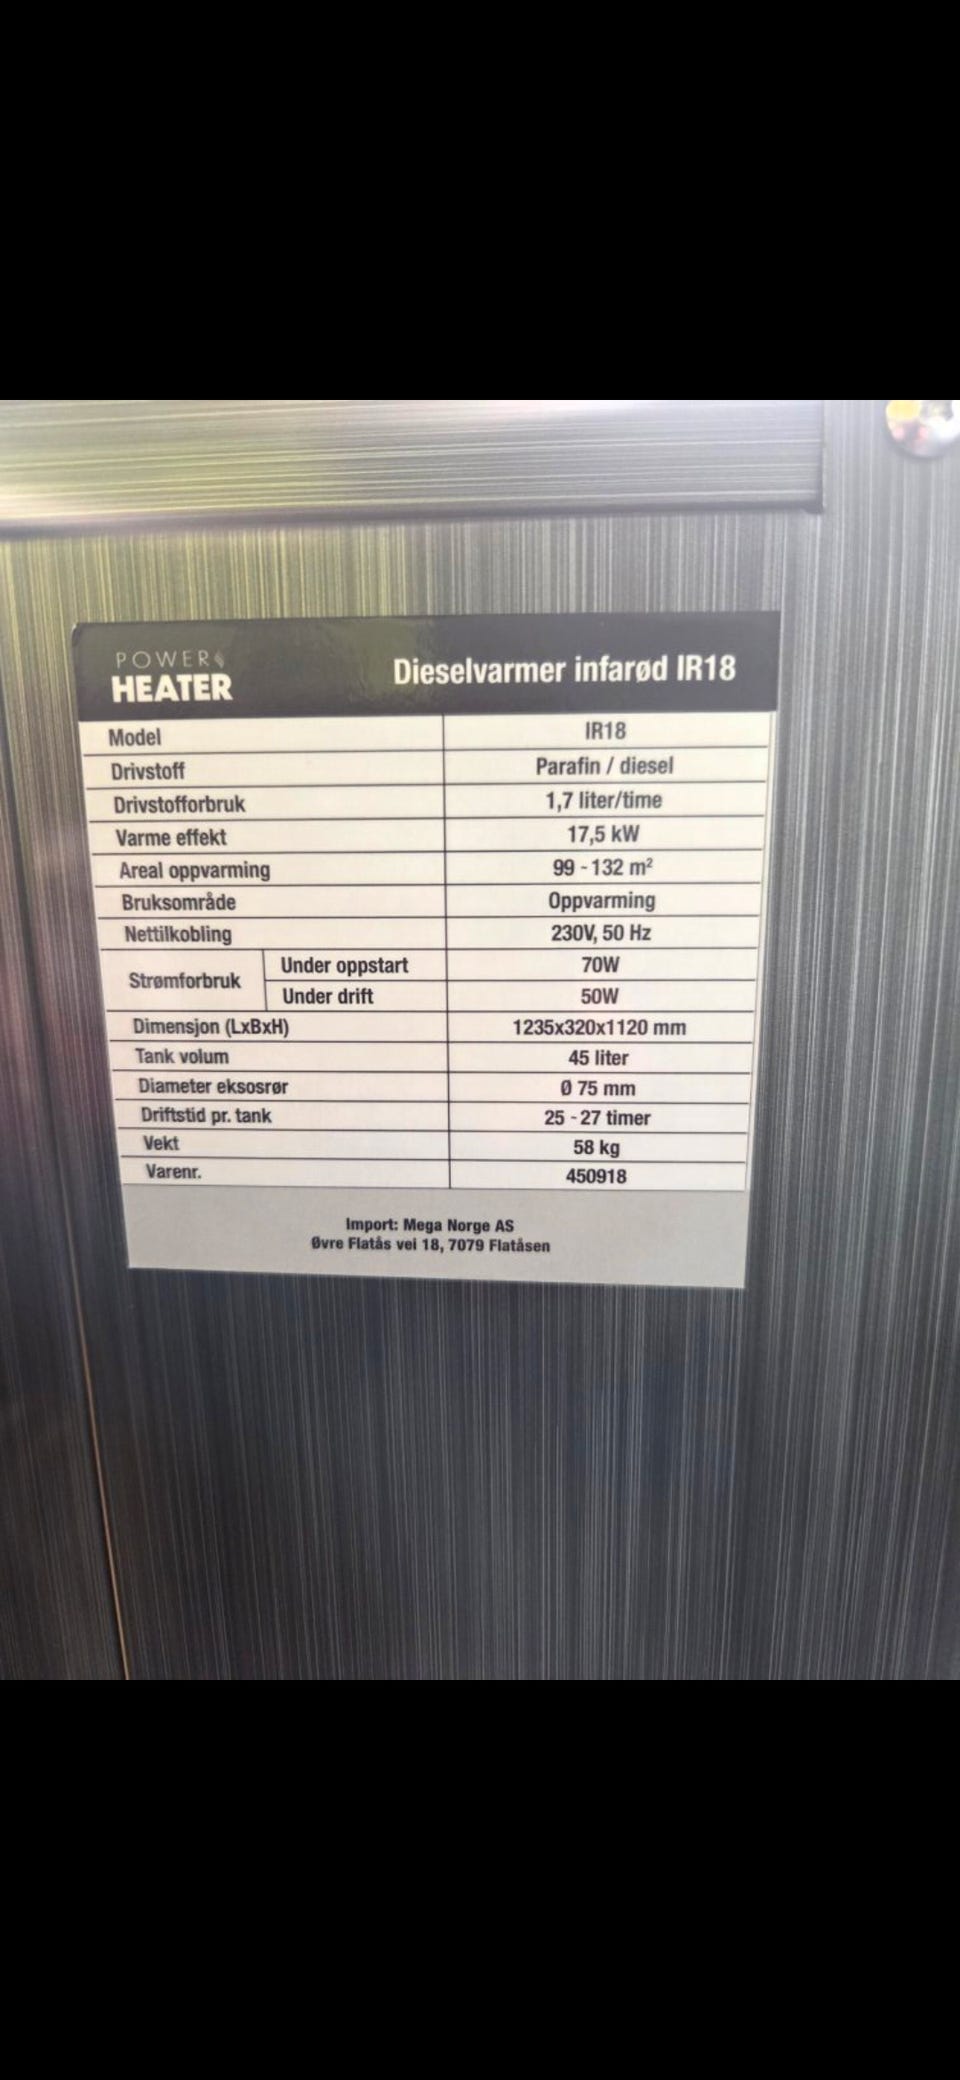 POWER
HEATER
Dieselvarmer infarød IR18
Model IR18
Drivstoff Parafin / diesel
Drivstofforbruk 1,7 liter/time
Varme effekt 17,5 kW
Areal oppvarming 99 - 132 m²
Bruksområde Oppvarming
Nettilkobling 230V, 50 Hz
Strømforbruk Under oppstart 70W
Under drift 50W
Dimensjon (LxBxH) 1235x320x1120 mm
Tank volum 45 liter
Diameter eksosrør Ø 75 mm
Driftstid pr. tank 25 - 27 timer
Vekt 58 kg
Varenr. 450918
Import: Mega Norge AS
Øvre Flatås vei 18, 7079 Flatåsen